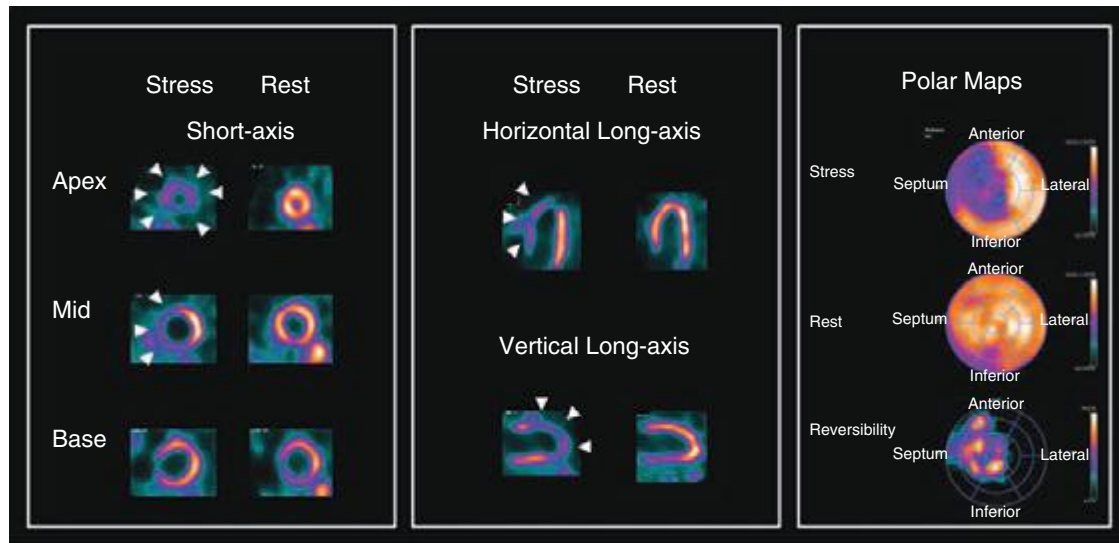 Stress Rest
Short-axis
Apex
Mid
Base
Stress Rest
Horizontal Long-axis
Vertical Long-axis
Polar Maps
Stress
Anterior
Septum Lateral
Inferior
Rest
Anterior
Septum Lateral
Inferior
Reversibility
Anterior
Septum Lateral
Inferior